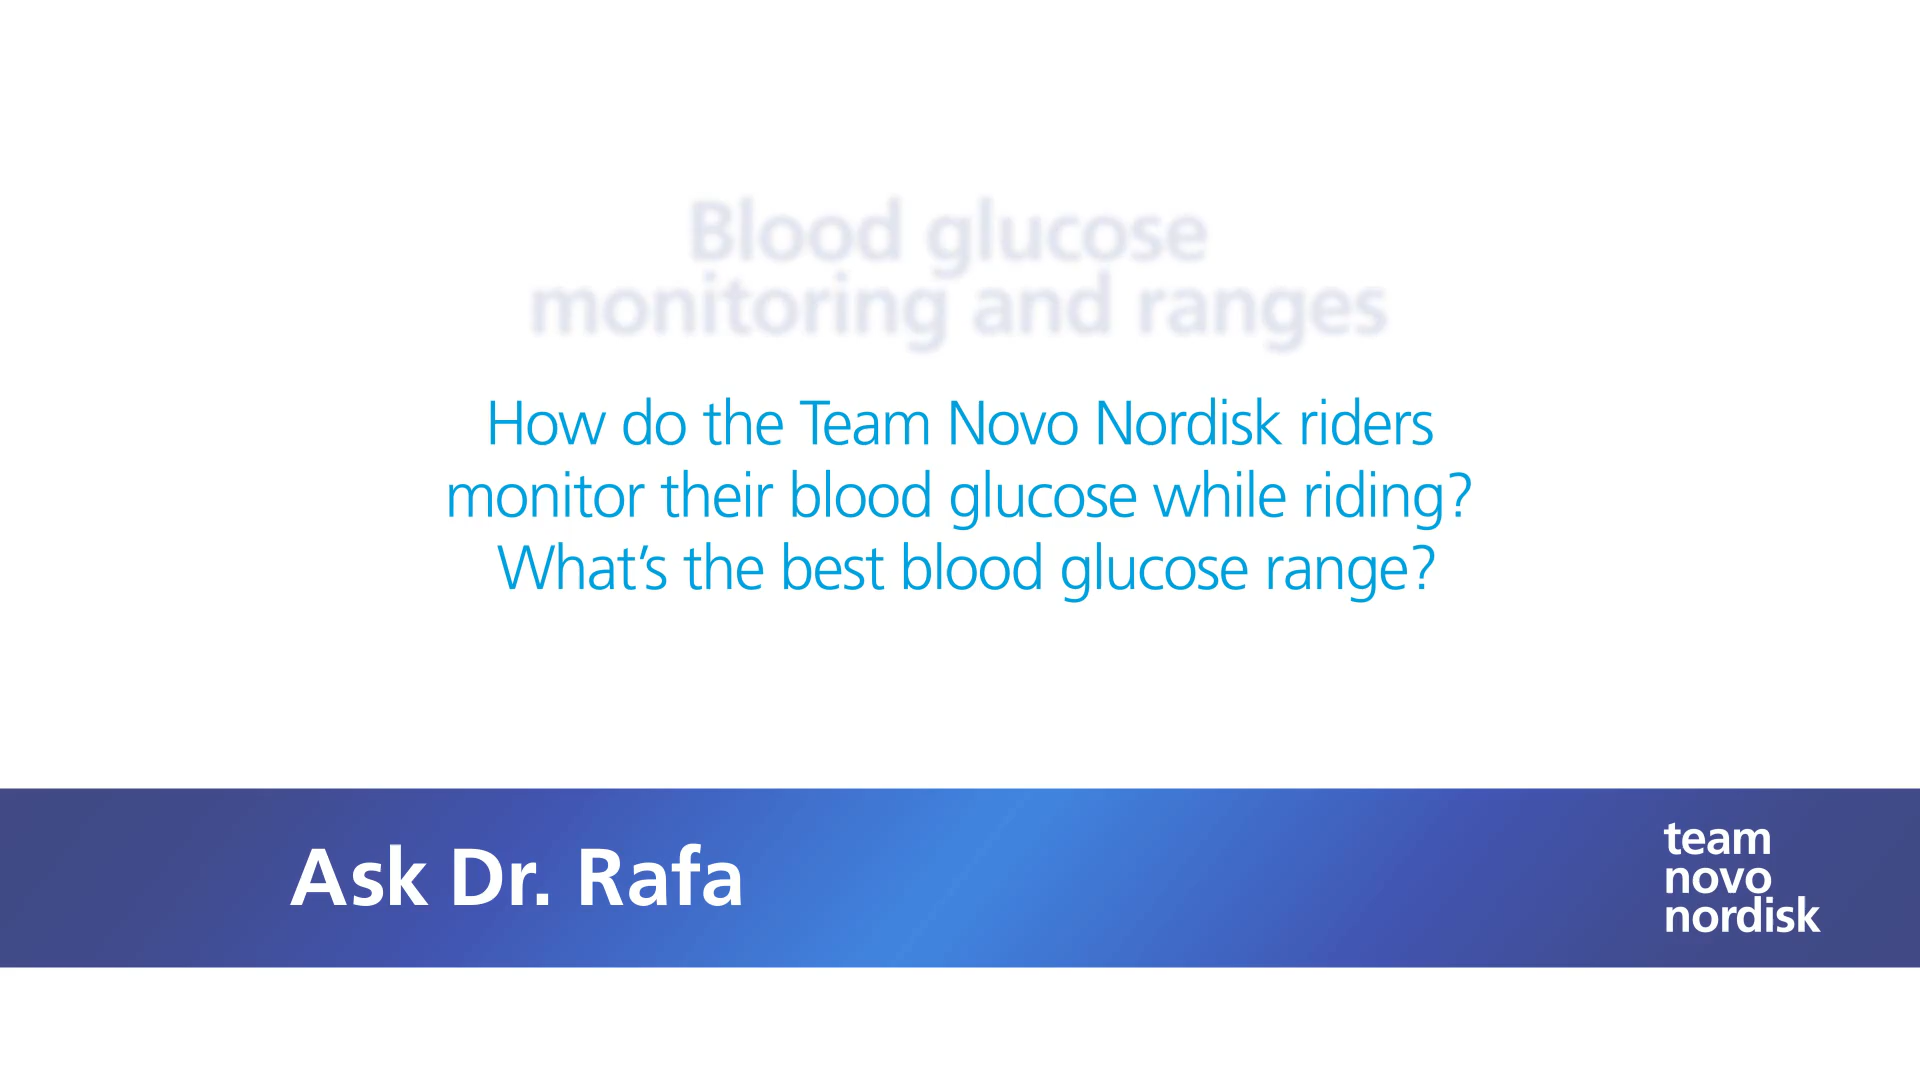 Blood glucose
monitoring and ranges
How do the Team Novo Nordisk riders
monitor their blood glucose while riding?
What’s the best blood glucose range?
Ask Dr. Rafa
team
novo
nordisk